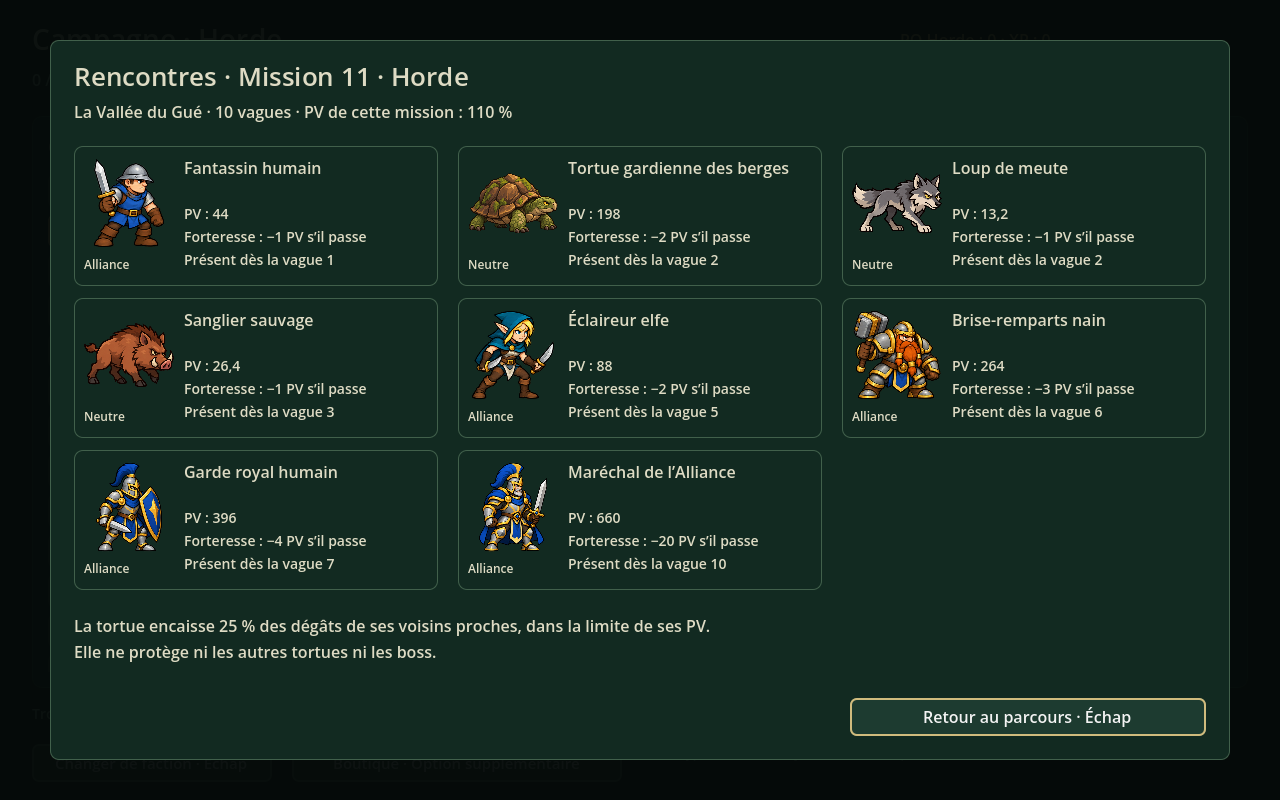 Campagne · Horde
Rencontres · Mission 11 · Horde
La Vallée du Gué · 10 vagues · PV de cette mission : 110 %
Fantassin humain
PV : 44
Forteresse : −1 PV s’il passe
Présent dès la vague 1
Alliance
Tortue gardienne des berges
PV : 198
Forteresse : −2 PV s’il passe
Présent dès la vague 2
Neutre
Loup de meute
PV : 13,2
Forteresse : −1 PV s’il passe
Présent dès la vague 2
Neutre
Sanglier sauvage
PV : 26,4
Forteresse : −1 PV s’il passe
Présent dès la vague 3
Neutre
Éclaireur elfe
PV : 88
Forteresse : −2 PV s’il passe
Présent dès la vague 5
Alliance
Brise-remparts nain
PV : 264
Forteresse : −3 PV s’il passe
Présent dès la vague 6
Alliance
Garde royal humain
PV : 396
Forteresse : −4 PV s’il passe
Présent dès la vague 7
Alliance
Maréchal de l’Alliance
PV : 660
Forteresse : −20 PV s’il passe
Présent dès la vague 10
Alliance
La tortue encaisse 25 % des dégâts de ses voisins proches, dans la limite de ses PV.
Elle ne protège ni les autres tortues ni les boss.
Retour au parcours · Échap
Changer de faction · Échap
Boutique · Option supplémentaire